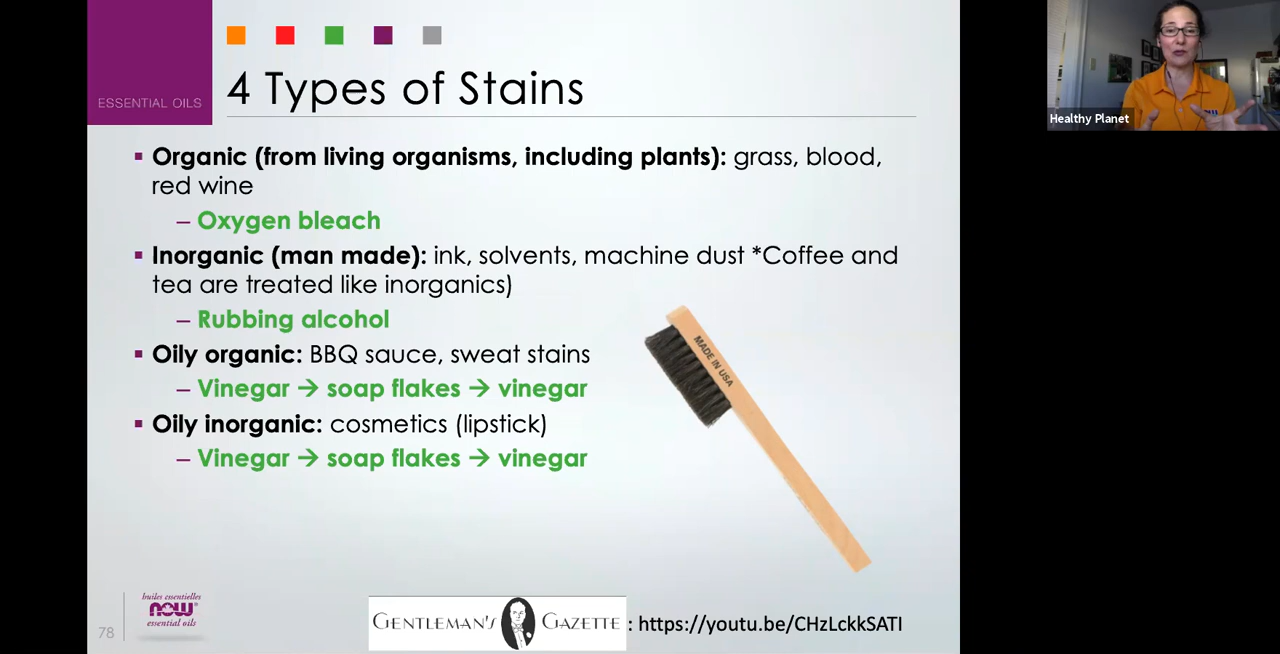 ESSENTIAL OILS
4 Types of Stains
▪ Organic (from living organisms, including plants): grass, blood,
red wine
– Oxygen bleach
▪ Inorganic (man made): ink, solvents, machine dust *Coffee and
tea are treated like inorganics)
– Rubbing alcohol
▪ Oily organic: BBQ sauce, sweat stains
– Vinegar → soap flakes → vinegar
▪ Oily inorganic: cosmetics (lipstick)
– Vinegar → soap flakes → vinegar
MADE IN USA
78
huiles essentielles
NOW®
essential oils
GENTLEMAN'S GAZETTE : https://youtu.be/CHzLckkSATI
Healthy Planet